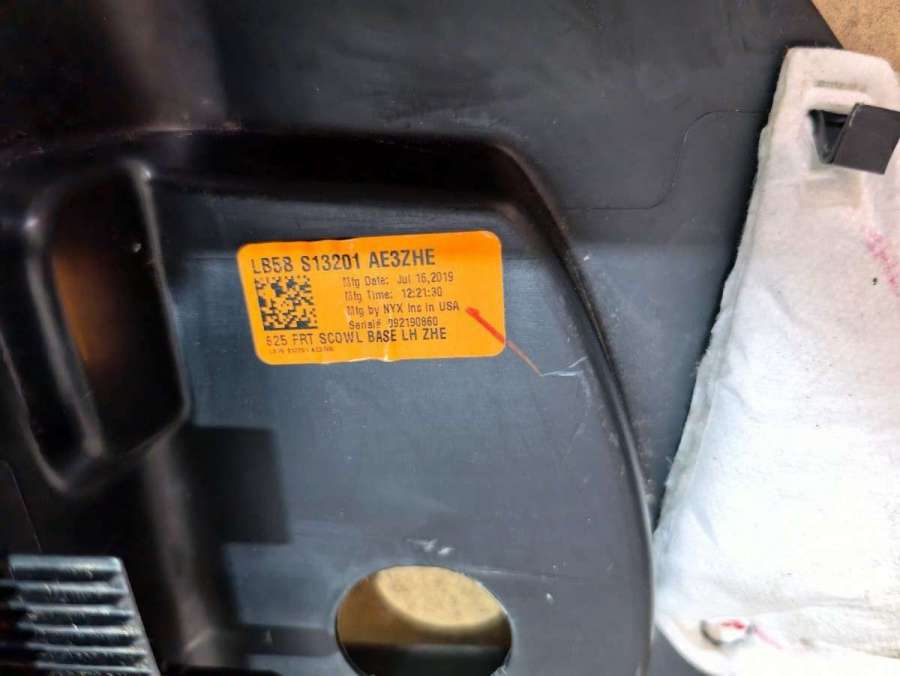 LB5B S13201 AE3ZHE
Mfg Date: Jul 16,2019
Mfg Time: 12:21:30
Mfg by NYX Inc in USA
Serial# 092190860
625 FRT SCOWL BASE LH ZHE